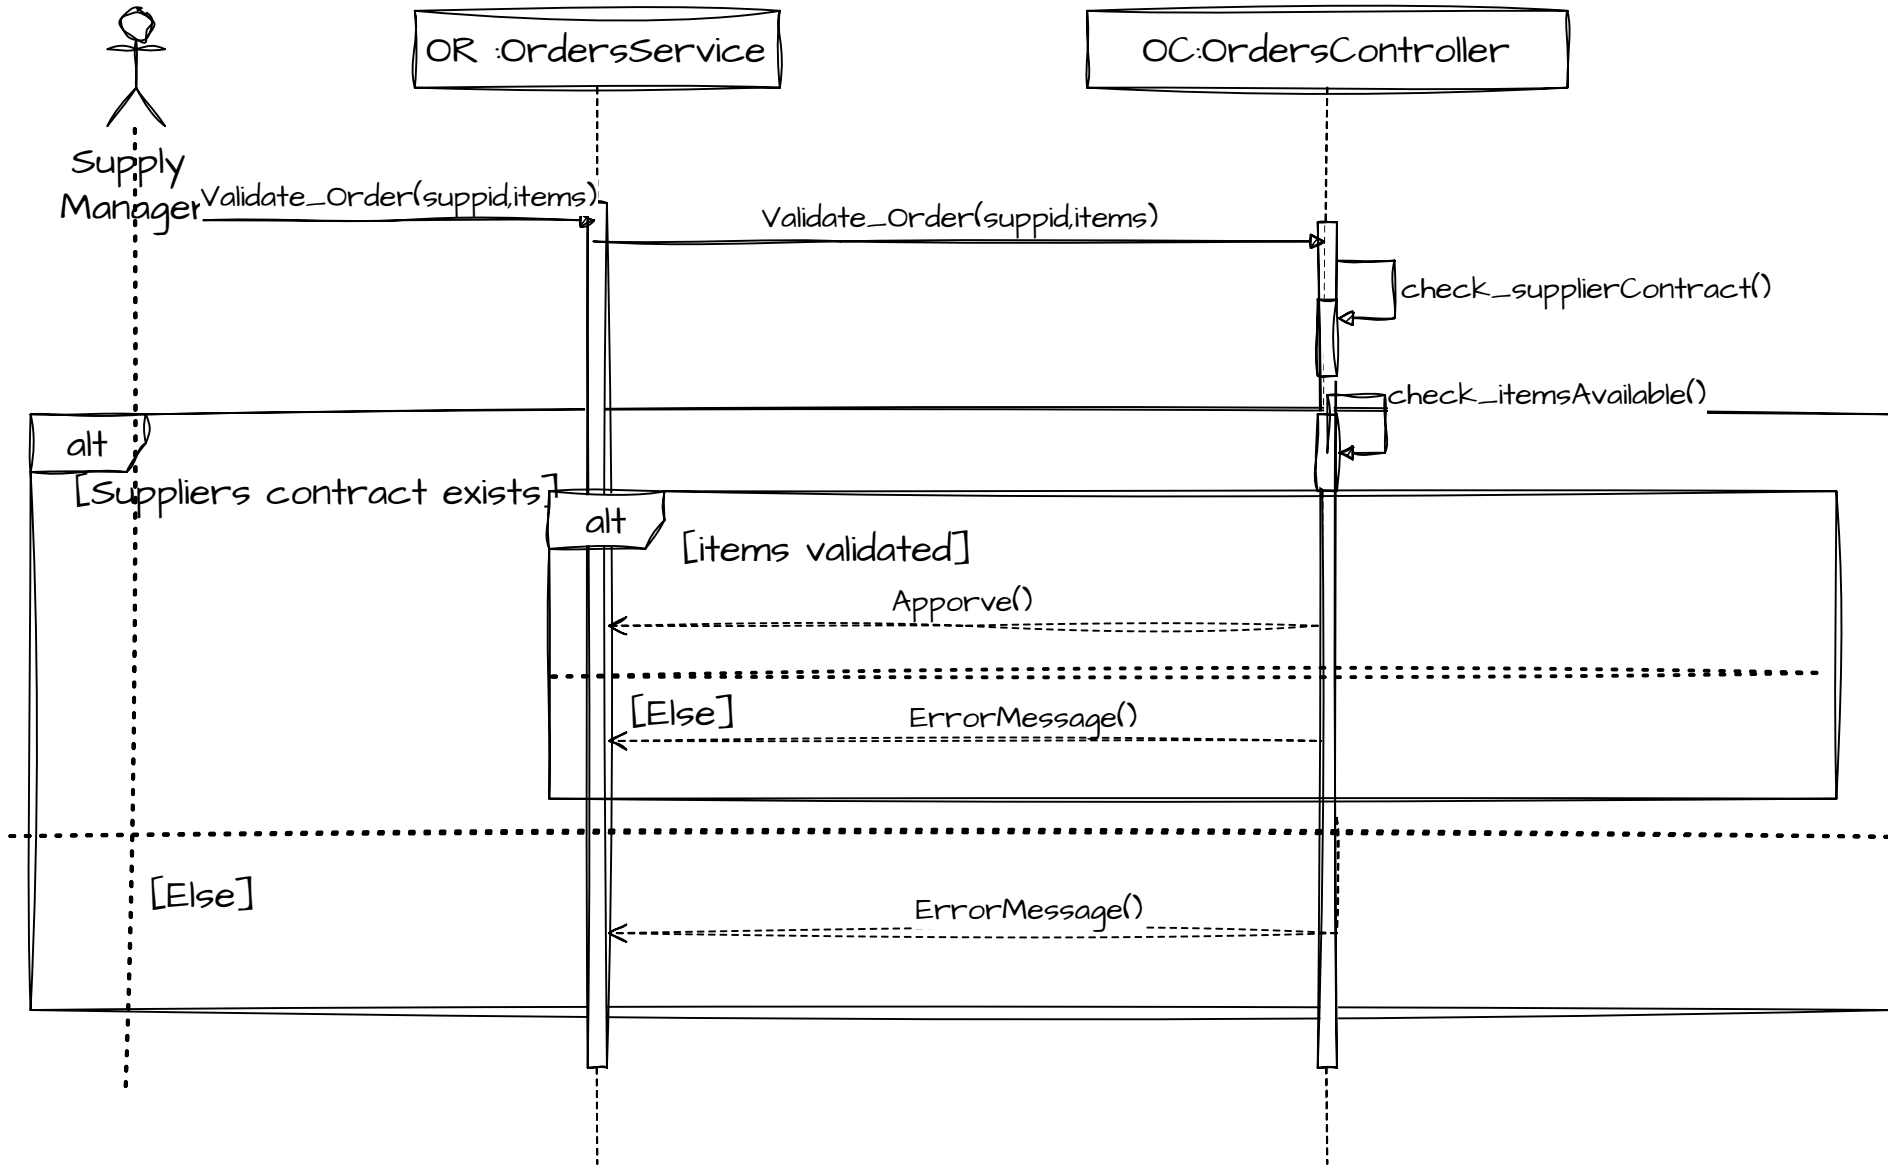 OR :OrdersService
OC:OrdersController
Supply
Manager
Validate_Order(suppid,items)
Validate_Order(suppid,items)
check_supplierContract()
check_itemsAvailable()
alt
[Suppliers contract exists]
alt
[items validated]
Apporve()
[Else]
ErrorMessage()
[Else]
ErrorMessage()